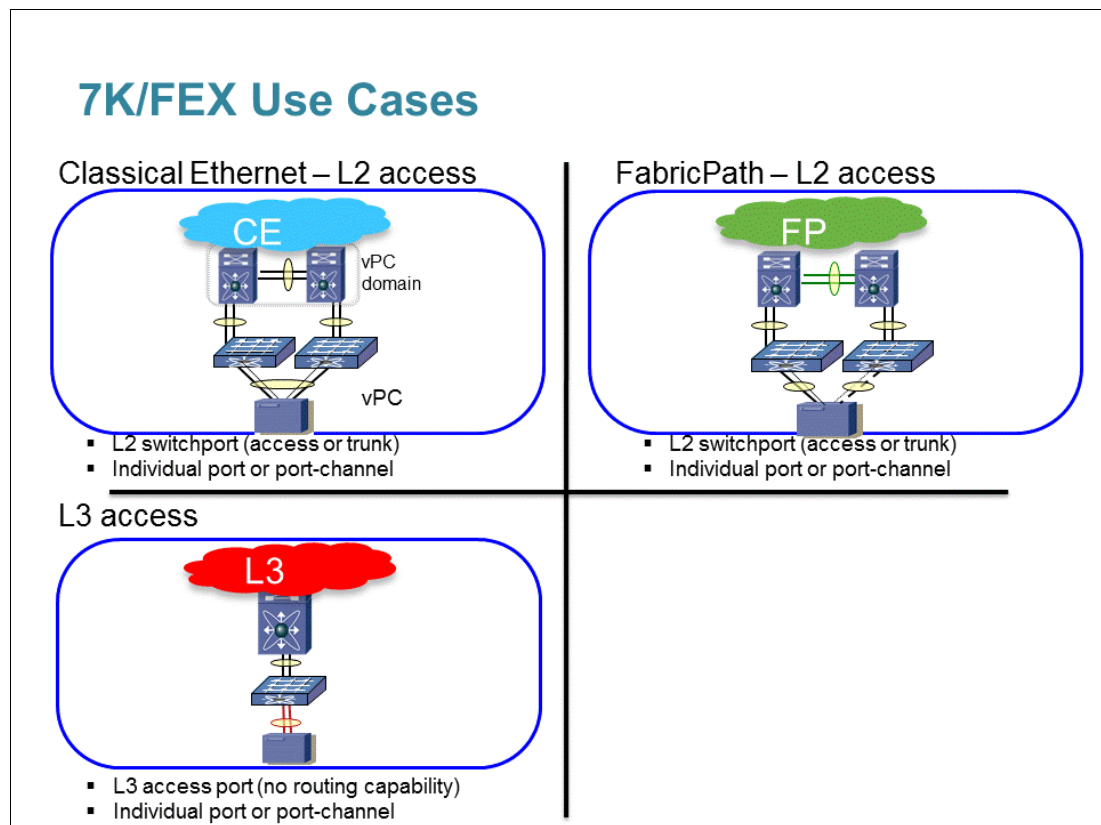 7K/FEX Use Cases
Classical Ethernet – L2 access
CE
vPC
domain
vPC
▪ L2 switchport (access or trunk)
▪ Individual port or port-channel
FabricPath – L2 access
FP
▪ L2 switchport (access or trunk)
▪ Individual port or port-channel
L3 access
L3
▪ L3 access port (no routing capability)
▪ Individual port or port-channel